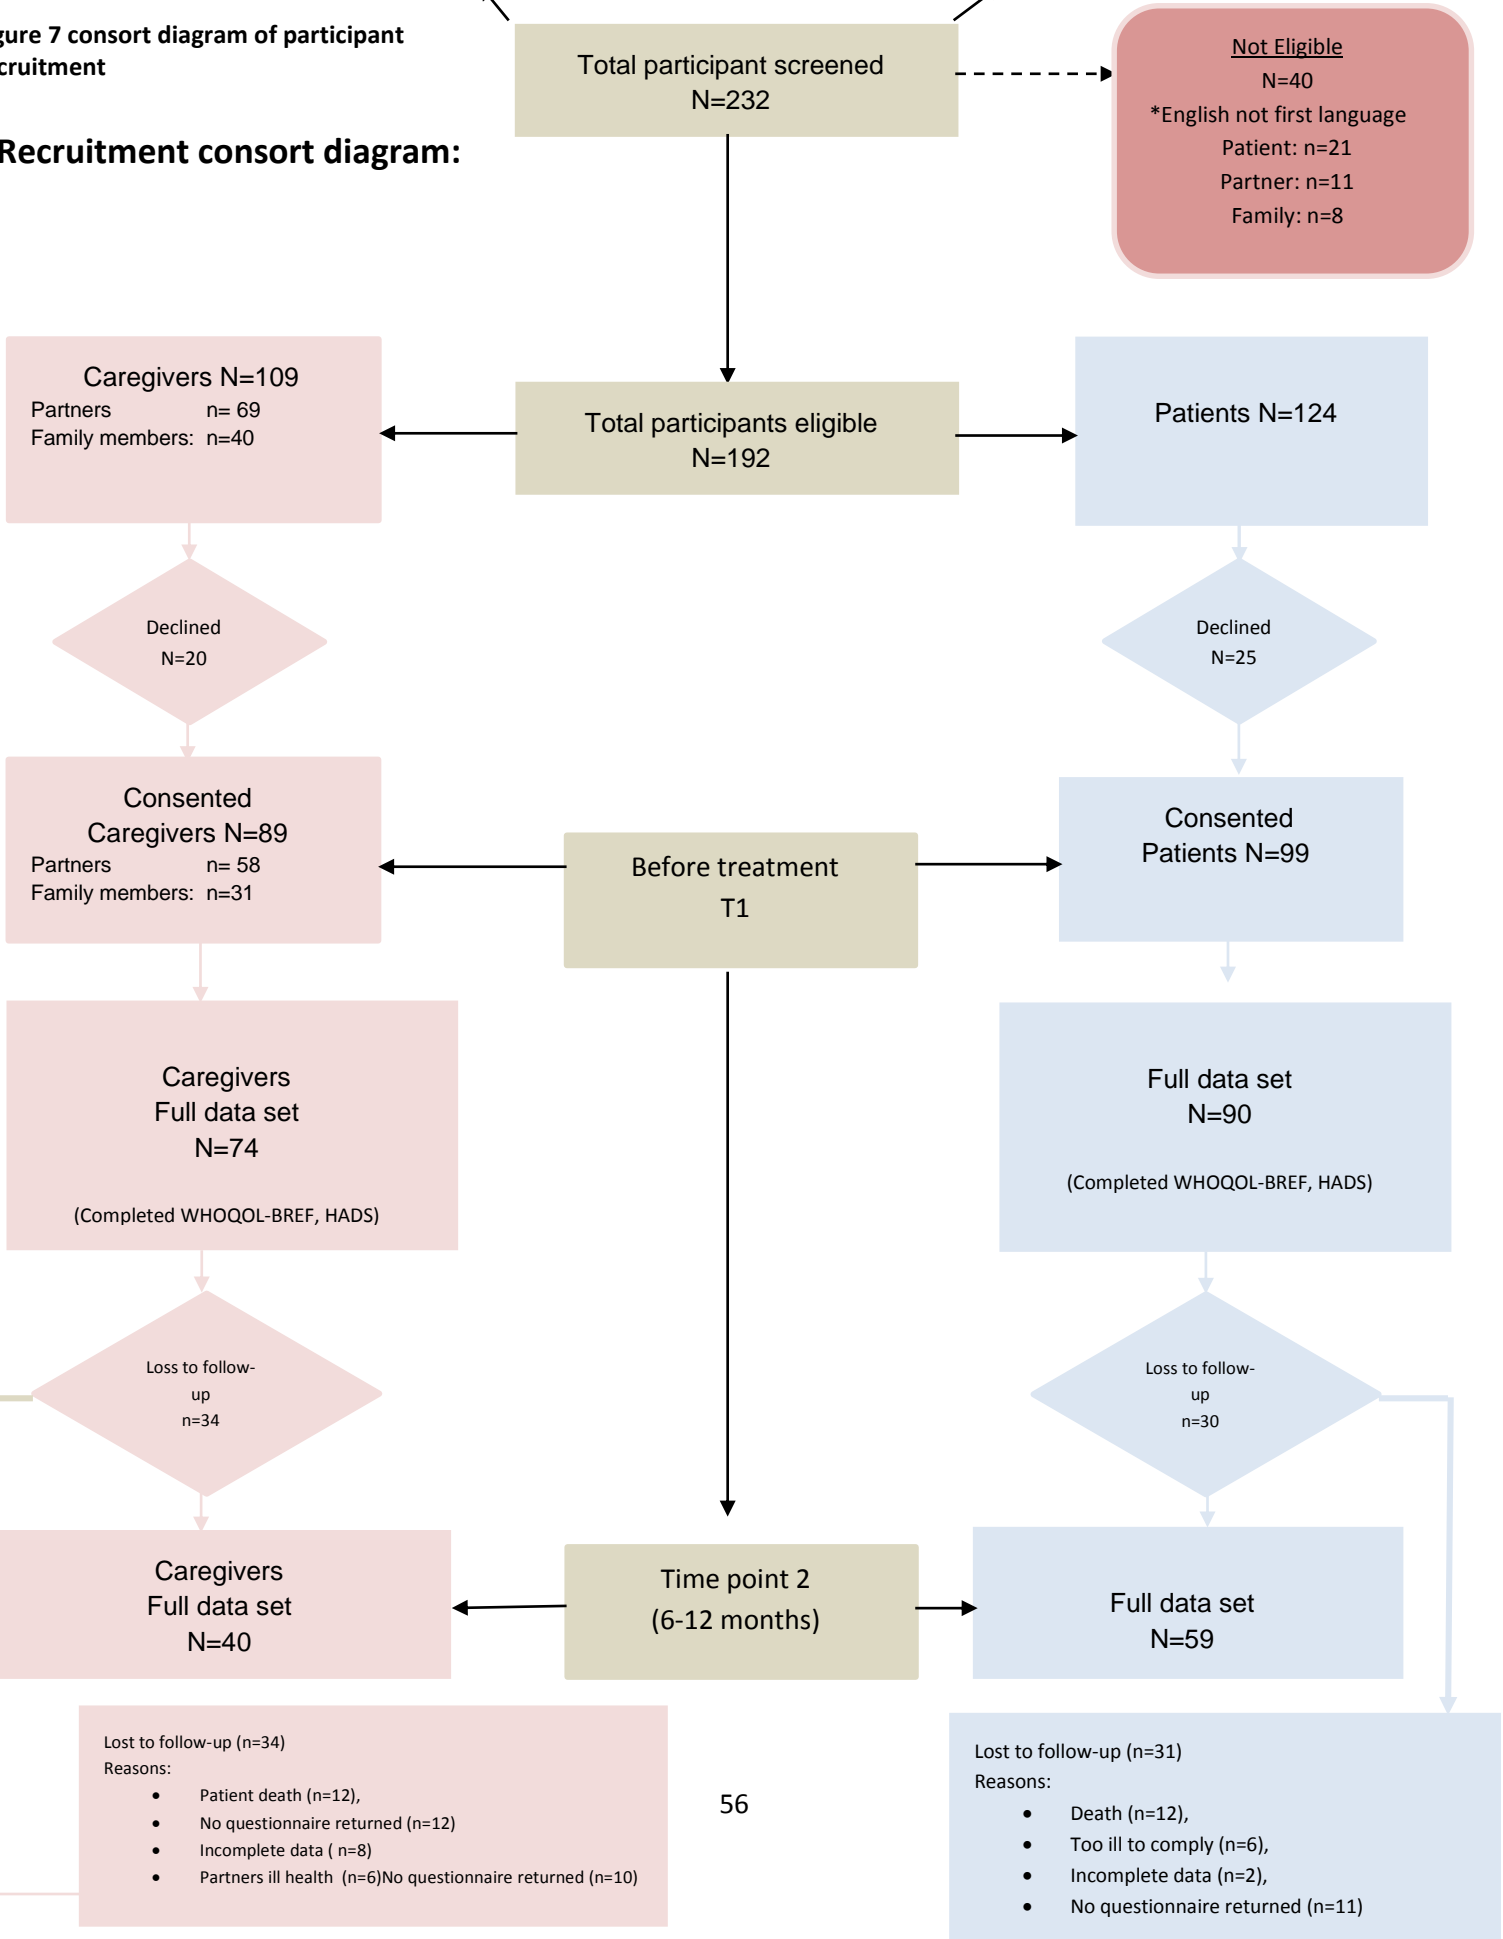 gure 7 consort diagram of participant
cruitment
Recruitment consort diagram:
Total participant screened
N=232
Not Eligible
N=40
*English not first language
Patient: n=21
Partner: n=11
Family: n=8
Caregivers N=109
Partners n= 69
Family members: n=40
Total participants eligible
N=192
Patients N=124
Declined
N=20
Declined
N=25
Consented
Caregivers N=89
Partners n= 58
Family members: n=31
Before treatment
T1
Consented
Patients N=99
Caregivers
Full data set
N=74
(Completed WHOQOL-BREF, HADS)
Full data set
N=90
(Completed WHOQOL-BREF, HADS)
Loss to follow-
up
n=34
Loss to follow-
up
n=30
Caregivers
Full data set
N=40
Time point 2
(6-12 months)
Full data set
N=59
Lost to follow-up (n=34)
Reasons:
• Patient death (n=12),
• No questionnaire returned (n=12)
• Incomplete data ( n=8)
• Partners ill health (n=6)No questionnaire returned (n=10)
56
Lost to follow-up (n=31)
Reasons:
• Death (n=12),
• Too ill to comply (n=6),
• Incomplete data (n=2),
• No questionnaire returned (n=11)